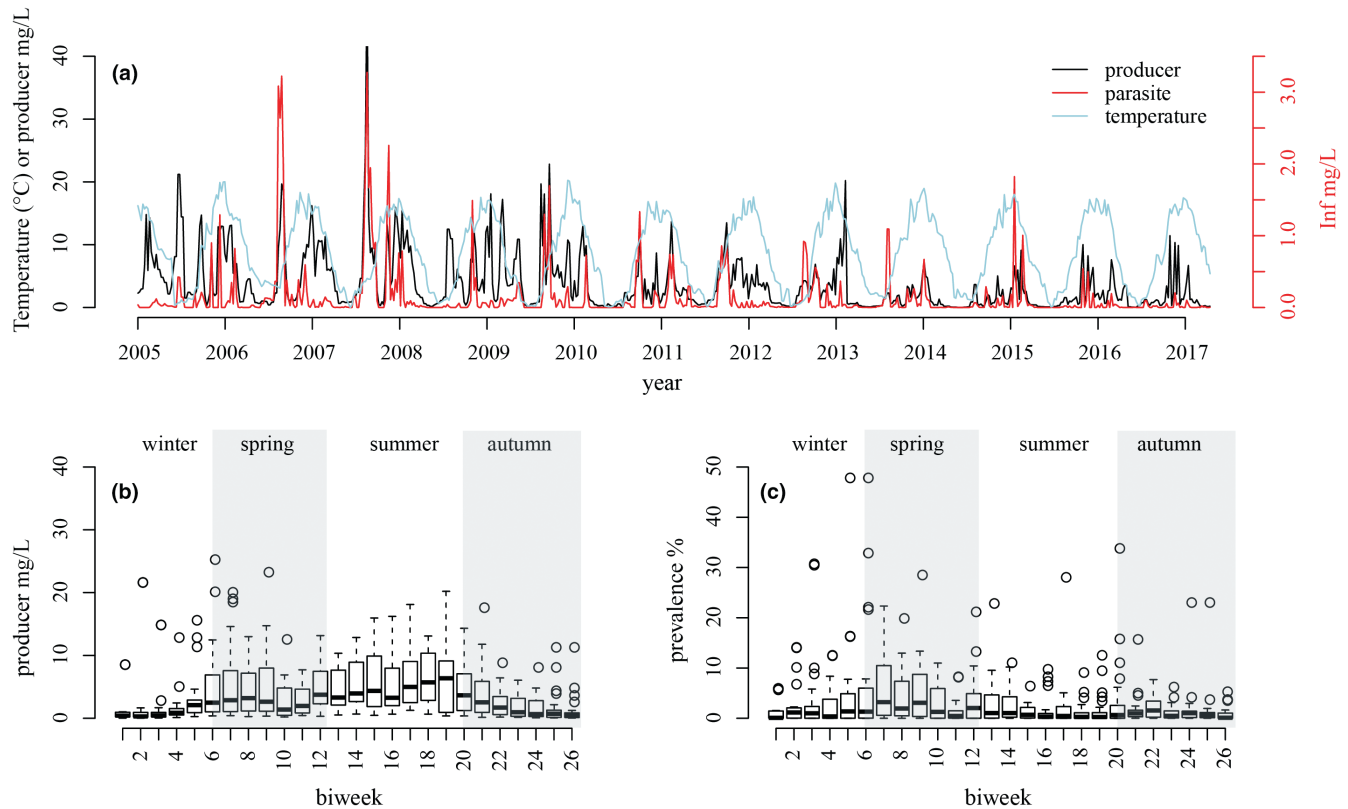 Temperature (°C) or producer mg/L
40
30
20
10
0
(a)
producer
parasite
temperature
3.0
2.0
1.0
0.0
Inf mg/L
2005 2006 2007 2008 2009 2010 2011 2012 2013 2014 2015 2016 2017
year
winter spring summer autumn
(b)
producer mg/L
40
30
20
10
0
2 4 6 8 10 12 14 16 18 20 22 24 26
biweek
winter spring summer autumn
(c)
prevalence %
50
40
30
20
10
0
2 4 6 8 10 12 14 16 18 20 22 24 26
biweek